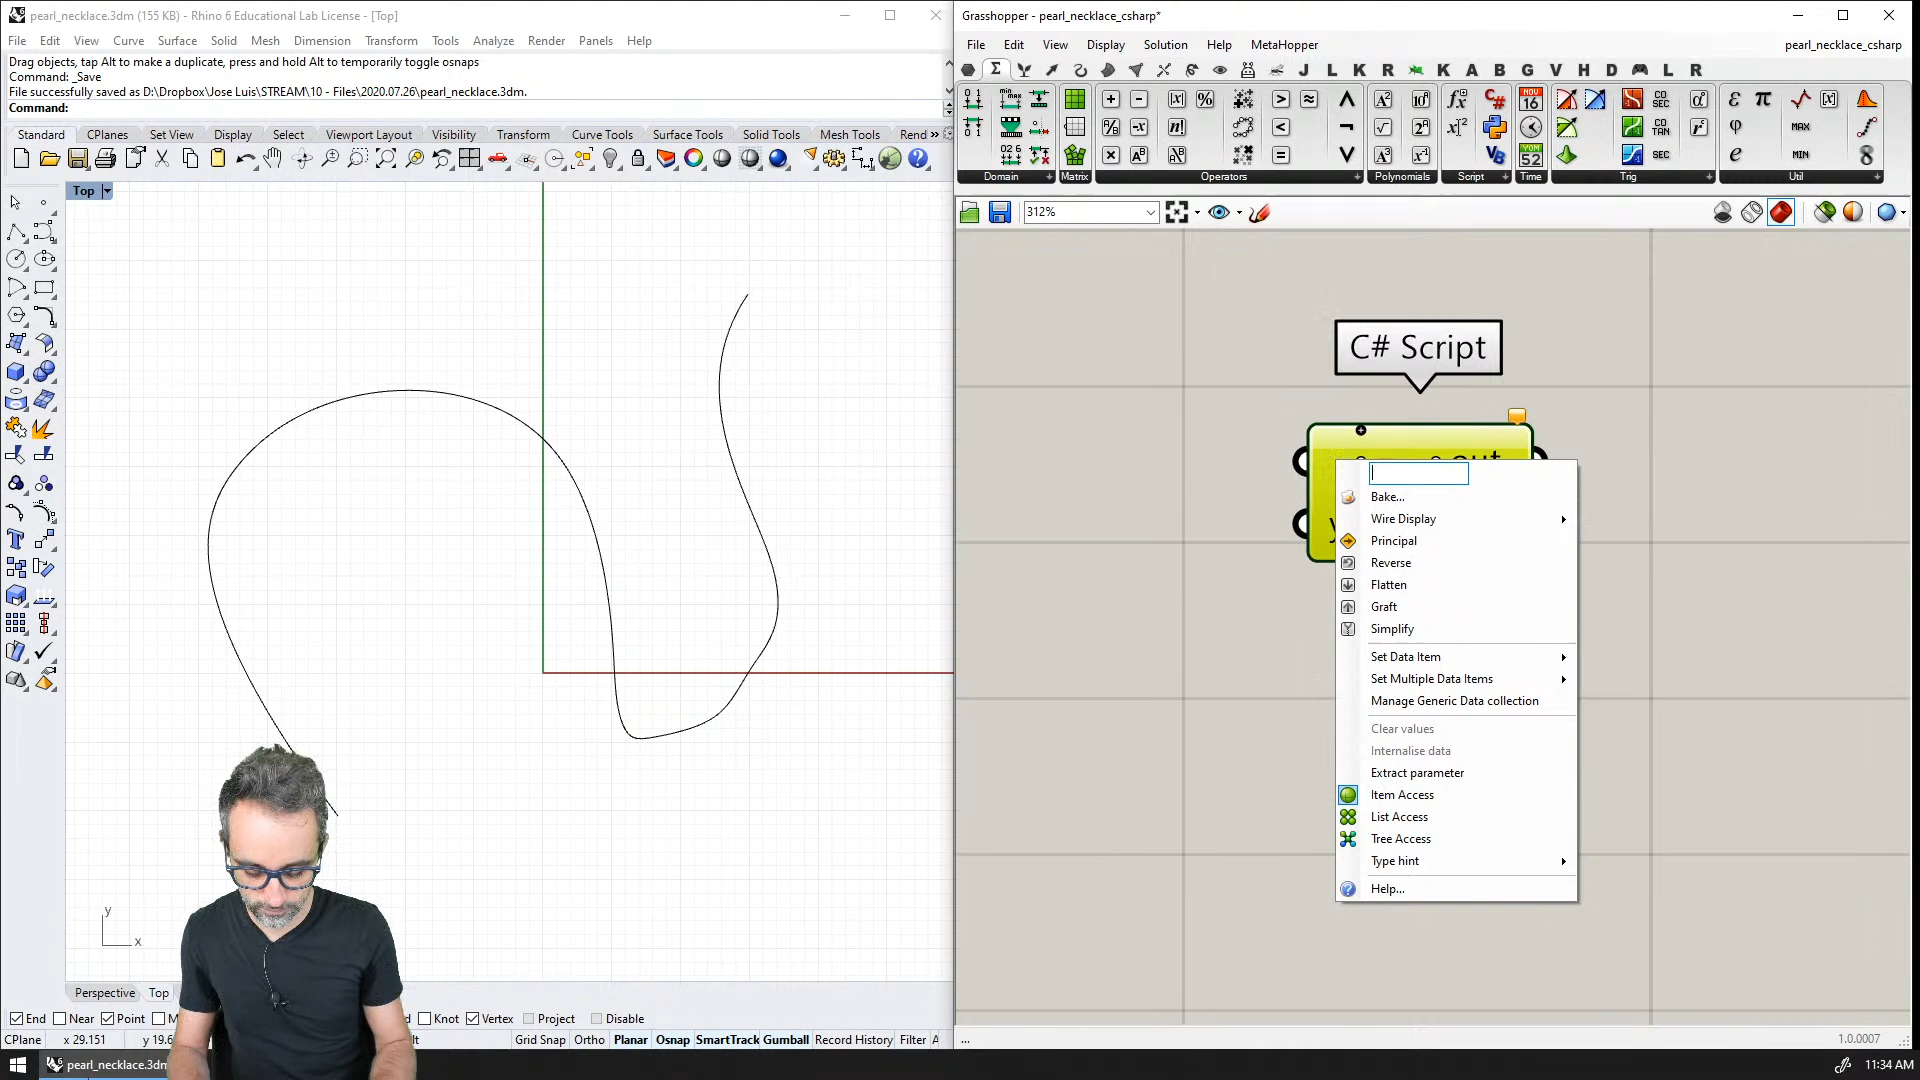 pearl_necklace.3dm (155 KB) - Rhino 6 Educational Lab License - [Top]
File Edit View Curve Surface Solid Mesh Dimension Transform Tools Analyze Render Panels Help
Drag objects, tap Alt to make a duplicate, press and hold Alt to temporarily toggle osnaps
Command: _Save
File successfully saved as D:\Dropbox\Jose Luis\STREAM\10 - Files\2020.07.26\pearl_necklace.3dm.
Command:
Standard CPlanes Set View Display Select Viewport Layout Visibility Transform Curve Tools Surface Tools Solid Tools Mesh Tools Rend »
Top
y
x
Perspective Top
End Near Point Knot Vertex Project Disable
CPlane x 29.151 y 19.6 Grid Snap Ortho Planar Osnap SmartTrack Gumball Record History Filter
pearl_necklace.3dm
Grasshopper - pearl_necklace_csharp*
File Edit View Display Solution Help MetaHopper pearl_necklace_csharp
J L K R K A B G V H D L R
Domain Matrix Operators Polynomials Script Time Trig Util
312%
C# Script
out
Bake...
Wire Display
Principal
Reverse
Flatten
Graft
Simplify
Set Data Item
Set Multiple Data Items
Manage Generic Data collection
Clear values
Internalise data
Extract parameter
Item Access
List Access
Tree Access
Type hint
Help...
... 1.0.0007
11:34 AM